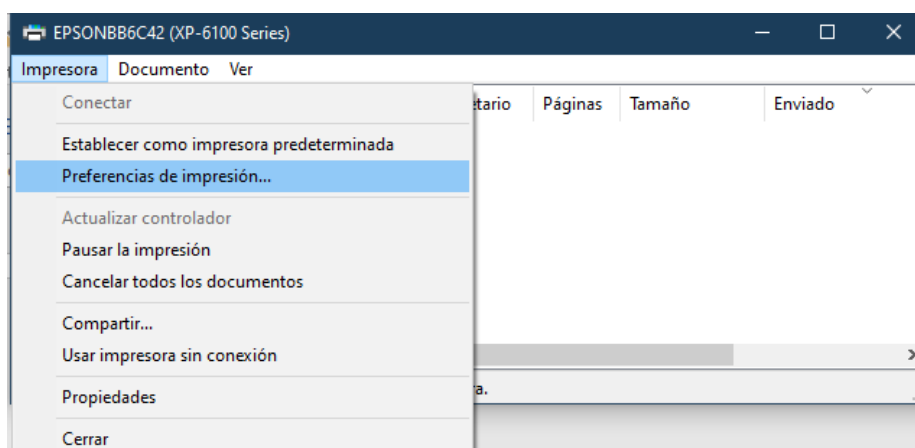 EPSONBB6C42 (XP-6100 Series)
Impresora Documento Ver
Conectar
Páginas Tamaño Enviado
Establecer como impresora predeterminada
Preferencias de impresión...
Actualizar controlador
Pausar la impresión
Cancelar todos los documentos
Compartir...
Usar impresora sin conexión
Propiedades
Cerrar